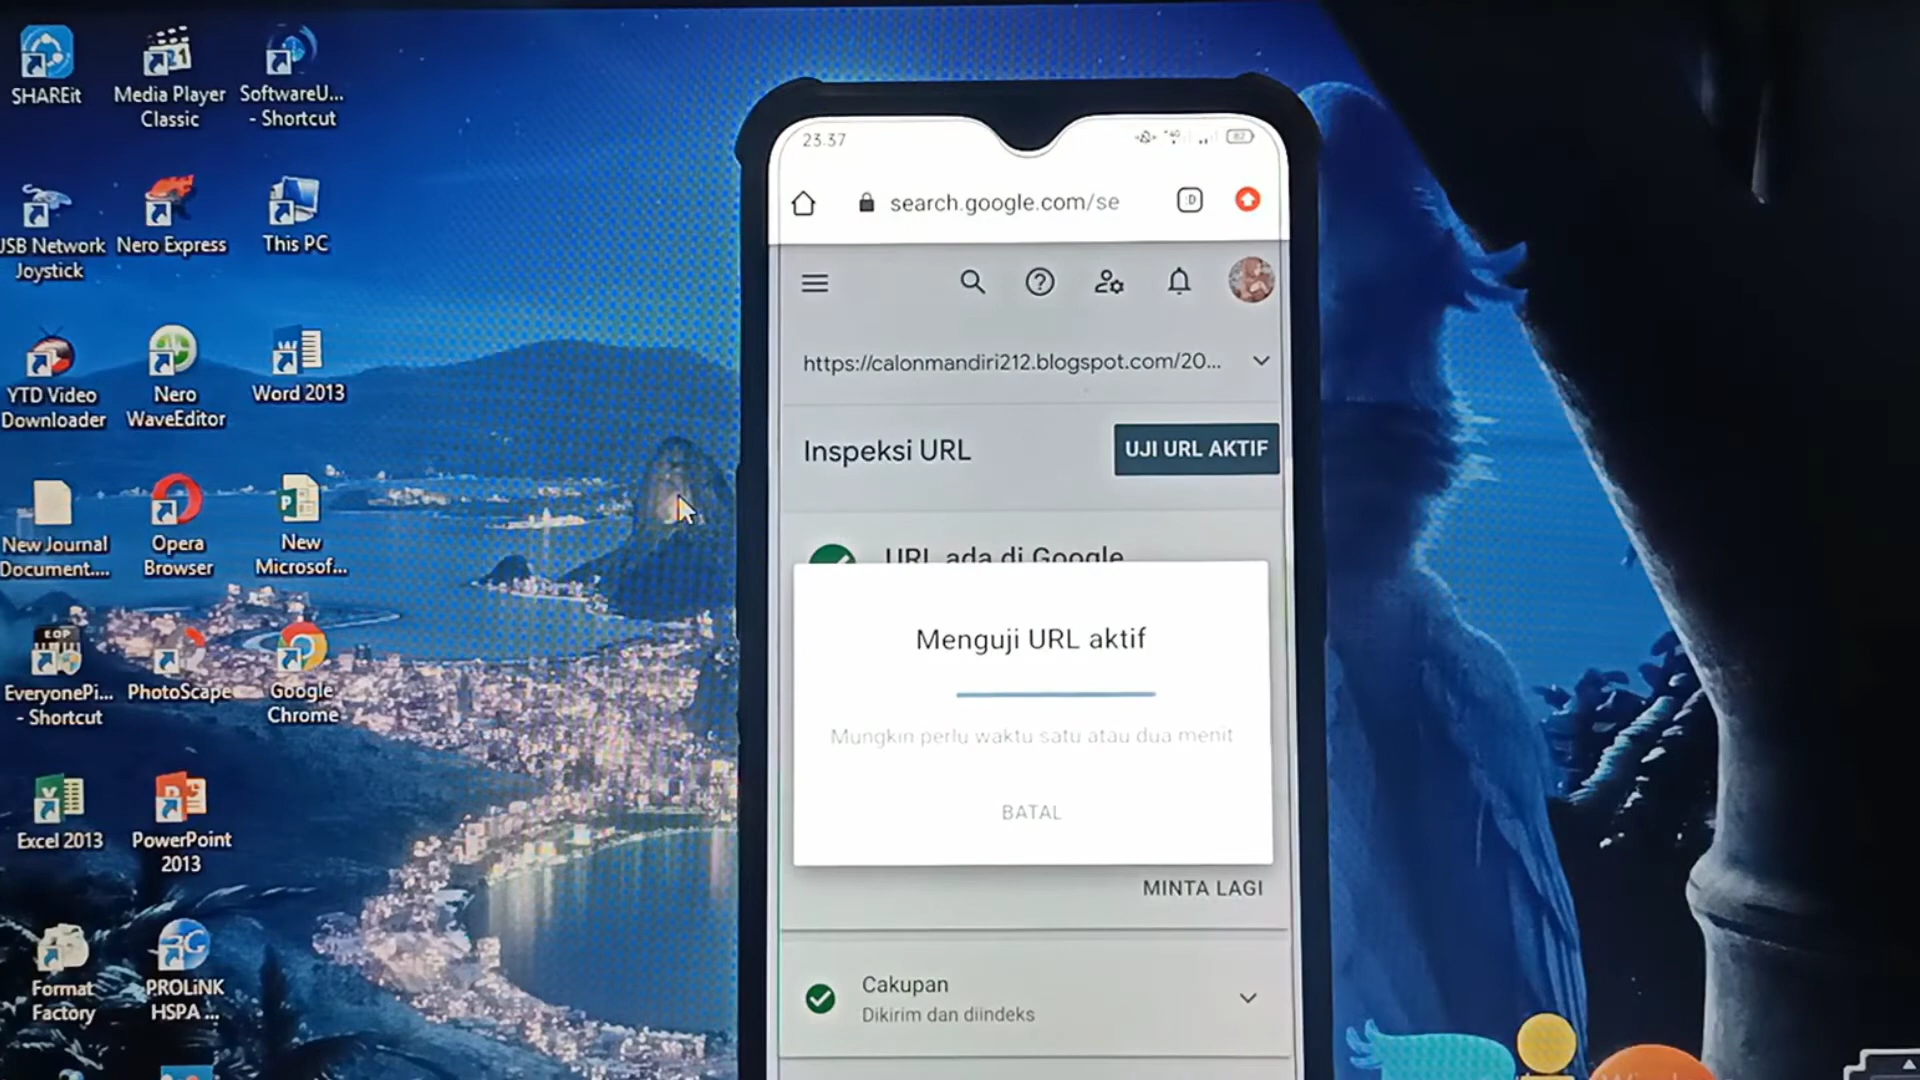 SHAREit
Media Player
Classic
SoftwareU...
- Shortcut
JSB Network
Joystick
Nero Express
This PC
YTD Video
Downloader
Nero
WaveEditor
Word 2013
New Journal
Document....
Opera
Browser
New
Microsof...
EOP
EveryonePi...
- Shortcut
PhotoScape
Google
Chrome
Excel 2013
PowerPoint
2013
Format
Factory
PROLiNK
HSPA ...
23.37
82
search.google.com/se
:D
https://calonmandiri212.blogspot.com/20...
Inspeksi URL
UJI URL AKTIF
URL ada di Google
Menguji URL aktif
Mungkin perlu waktu satu atau dua menit
BATAL
MINTA LAGI
Cakupan
Dikirim dan diindeks